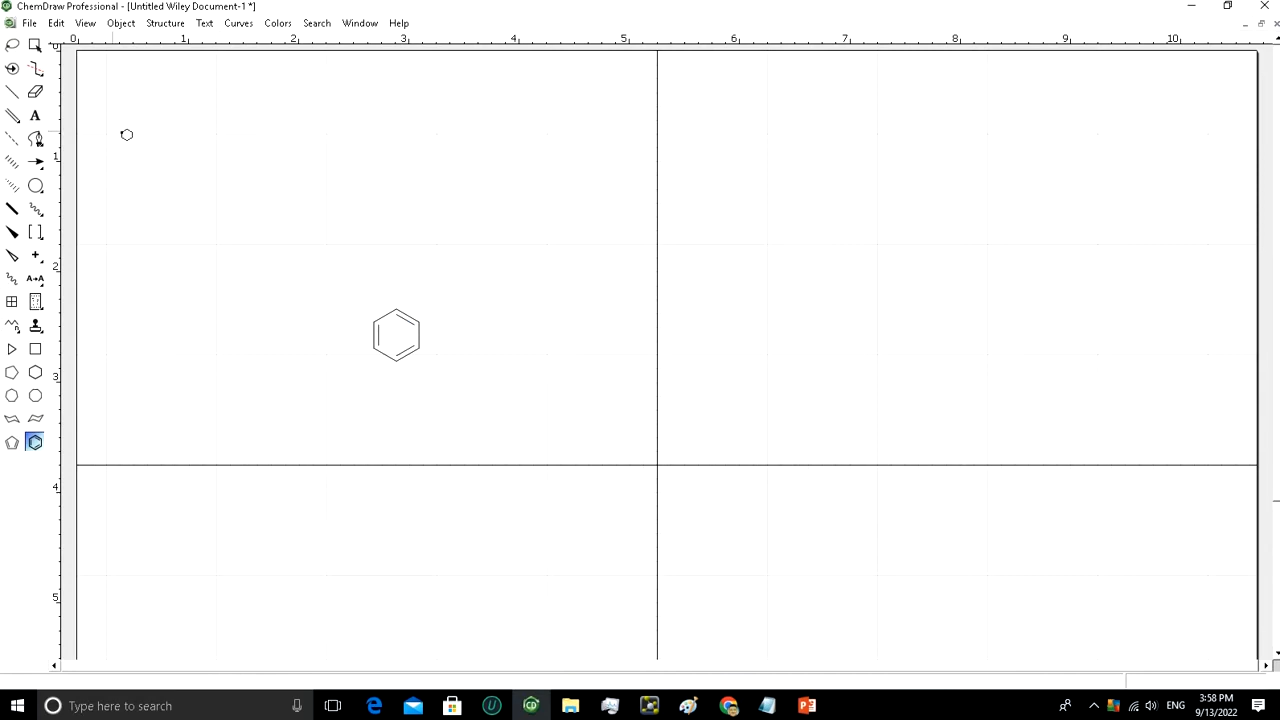 ChemDraw Professional - [Untitled Wiley Document-1 *]
File Edit View Object Structure Text Curves Colors Search Window Help
0 1 2 3 4 5 6 7 8 9 10
0
1
2
3
4
5
A
A→A
n
Type here to search
CD
ENG
3:58 PM
9/13/2022